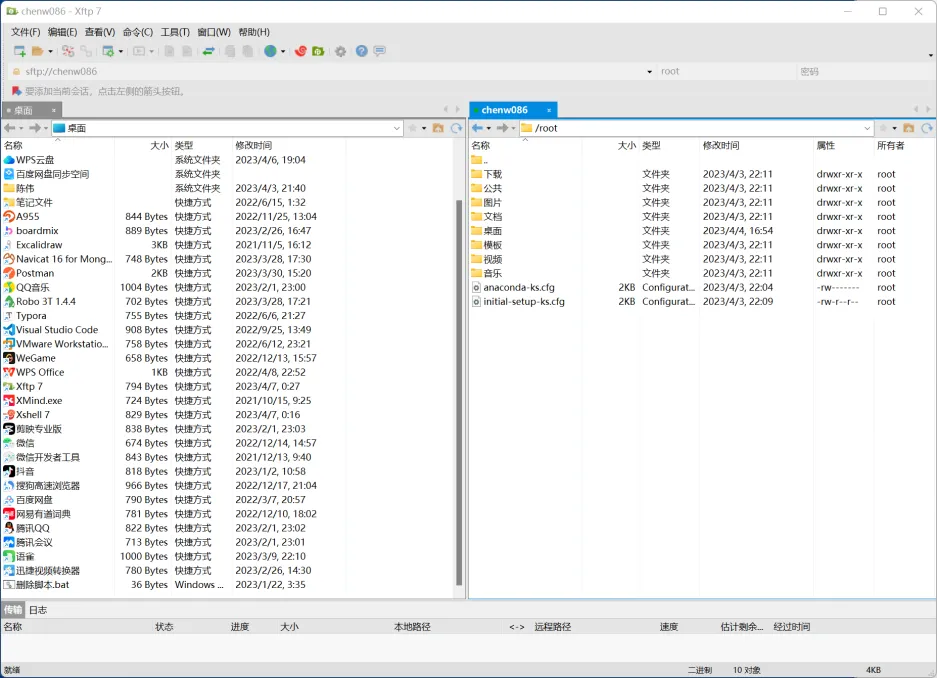 chenw086 - Xftp 7
文件(F) 编辑(E) 查看(V) 命令(C) 工具(T) 窗口(W) 帮助(H)
sftp://chenw086 root 密码
要添加当前会话，点击左侧的箭头按钮。
桌面 ×
桌面
名称 大小 类型 修改时间
WPS云盘 系统文件夹 2023/4/6, 19:04
百度网盘同步空间 系统文件夹
陈伟 系统文件夹 2023/4/3, 21:40
笔记文件 快捷方式 2022/6/15, 1:32
A955 844 Bytes 快捷方式 2022/11/25, 13:04
boardmix 889 Bytes 快捷方式 2023/2/26, 16:47
Excalidraw 3KB 快捷方式 2021/11/5, 16:12
Navicat 16 for Mong... 748 Bytes 快捷方式 2023/3/28, 17:30
Postman 2KB 快捷方式 2023/3/30, 15:20
QQ音乐 1004 Bytes 快捷方式 2023/2/1, 23:00
Robo 3T 1.4.4 702 Bytes 快捷方式 2023/3/28, 17:21
Typora 755 Bytes 快捷方式 2022/6/6, 21:27
Visual Studio Code 908 Bytes 快捷方式 2022/9/25, 13:49
VMware Workstatio... 758 Bytes 快捷方式 2022/6/12, 23:21
WeGame 658 Bytes 快捷方式 2022/12/13, 15:57
WPS Office 1KB 快捷方式 2022/4/8, 22:52
Xftp 7 794 Bytes 快捷方式 2023/4/7, 0:27
XMind.exe 724 Bytes 快捷方式 2021/10/15, 9:25
Xshell 7 829 Bytes 快捷方式 2023/4/7, 0:16
剪映专业版 838 Bytes 快捷方式 2023/2/1, 23:03
微信 674 Bytes 快捷方式 2022/12/14, 14:57
微信开发者工具 843 Bytes 快捷方式 2021/12/13, 9:40
抖音 818 Bytes 快捷方式 2023/1/2, 10:58
搜狗高速浏览器 966 Bytes 快捷方式 2022/12/17, 21:04
百度网盘 790 Bytes 快捷方式 2022/3/7, 20:57
网易有道词典 781 Bytes 快捷方式 2022/12/10, 18:02
腾讯QQ 822 Bytes 快捷方式 2023/2/1, 23:02
腾讯会议 713 Bytes 快捷方式 2023/2/1, 23:01
语雀 1000 Bytes 快捷方式 2023/3/9, 22:10
迅捷视频转换器 780 Bytes 快捷方式 2023/2/26, 14:30
删除脚本.bat 36 Bytes Windows ... 2023/1/22, 3:35
chenw086 ×
/root
名称 大小 类型 修改时间 属性 所有者
..
下载 文件夹 2023/4/3, 22:11 drwxr-xr-x root
公共 文件夹 2023/4/3, 22:11 drwxr-xr-x root
图片 文件夹 2023/4/3, 22:11 drwxr-xr-x root
文档 文件夹 2023/4/3, 22:11 drwxr-xr-x root
桌面 文件夹 2023/4/4, 16:54 drwxr-xr-x root
模板 文件夹 2023/4/3, 22:11 drwxr-xr-x root
视频 文件夹 2023/4/3, 22:11 drwxr-xr-x root
音乐 文件夹 2023/4/3, 22:11 drwxr-xr-x root
anaconda-ks.cfg 2KB Configurat... 2023/4/3, 22:04 -rw------- root
initial-setup-ks.cfg 2KB Configurat... 2023/4/3, 22:09 -rw-r--r-- root
传输 日志
名称 状态 进度 大小 本地路径 <-> 远程路径 速度 估计剩余... 经过时间
就绪 二进制 10 对象 4KB